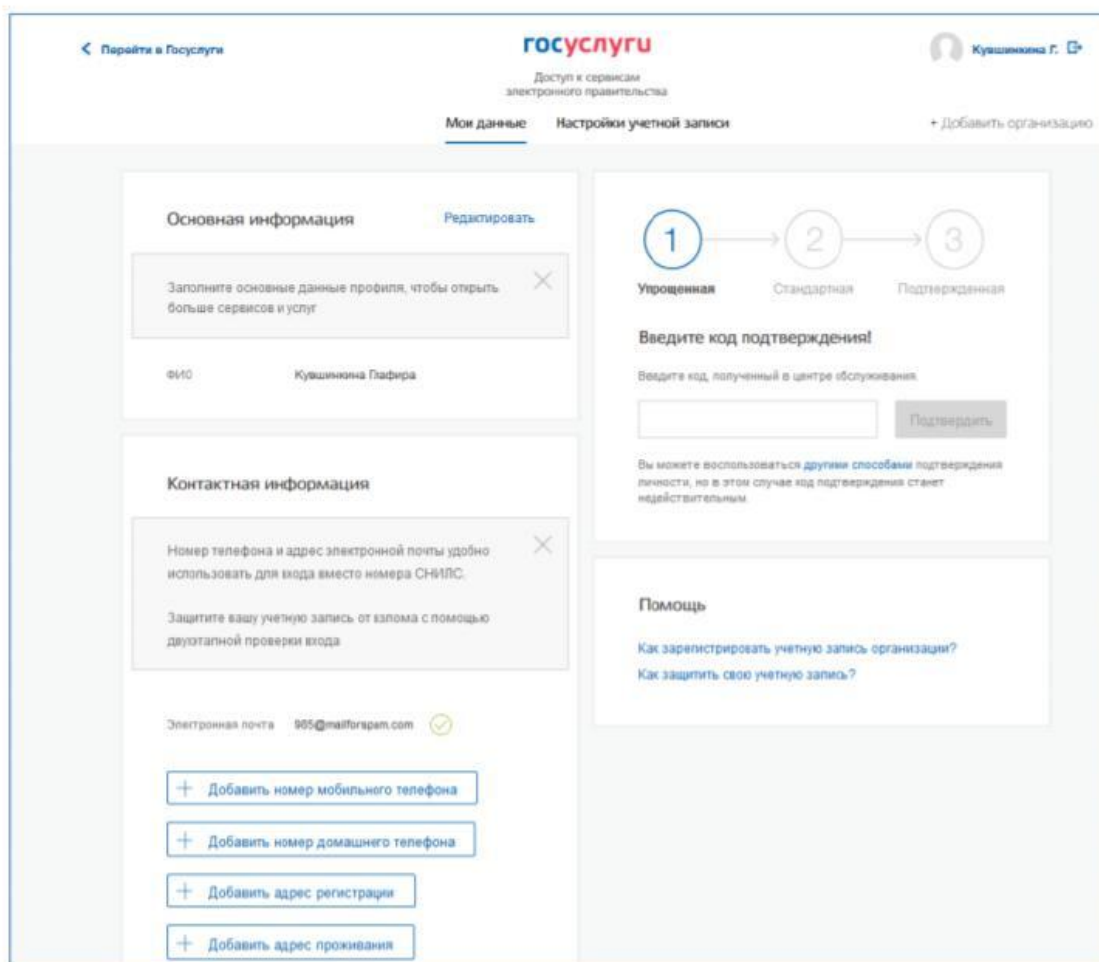 Перейти в Госуслуги
госуслуги
Кувшинкина Г.
Доступ к сервисам
электронного правительства
Мои данные
Настройки учетной записи
+ Добавить организацию
Основная информация
Редактировать
Заполните основные данные профиля, чтобы открыть
больше сервисов и услуг
ФИО
Кувшинкина Глафира
Контактная информация
Номер телефона и адрес электронной почты удобно
использовать для входа вместо номера СНИЛС.
Защитите вашу учетную запись от взлома с помощью
двухэтапной проверки входа
Электронная почта
985@mailforspam.com
+ Добавить номер мобильного телефона
+ Добавить номер домашнего телефона
+ Добавить адрес регистрации
+ Добавить адрес проживания
1
2
3
Упрощенная
Стандартная
Подтвержденная
Введите код подтверждения!
Введите код, полученный в центре обслуживания.
Подтвердить
Вы можете воспользоваться другими способами подтверждения
личности, но в этом случае код подтверждения станет
недействительным.
Помощь
Как зарегистрировать учетную запись организации?
Как защитить свою учетную запись?